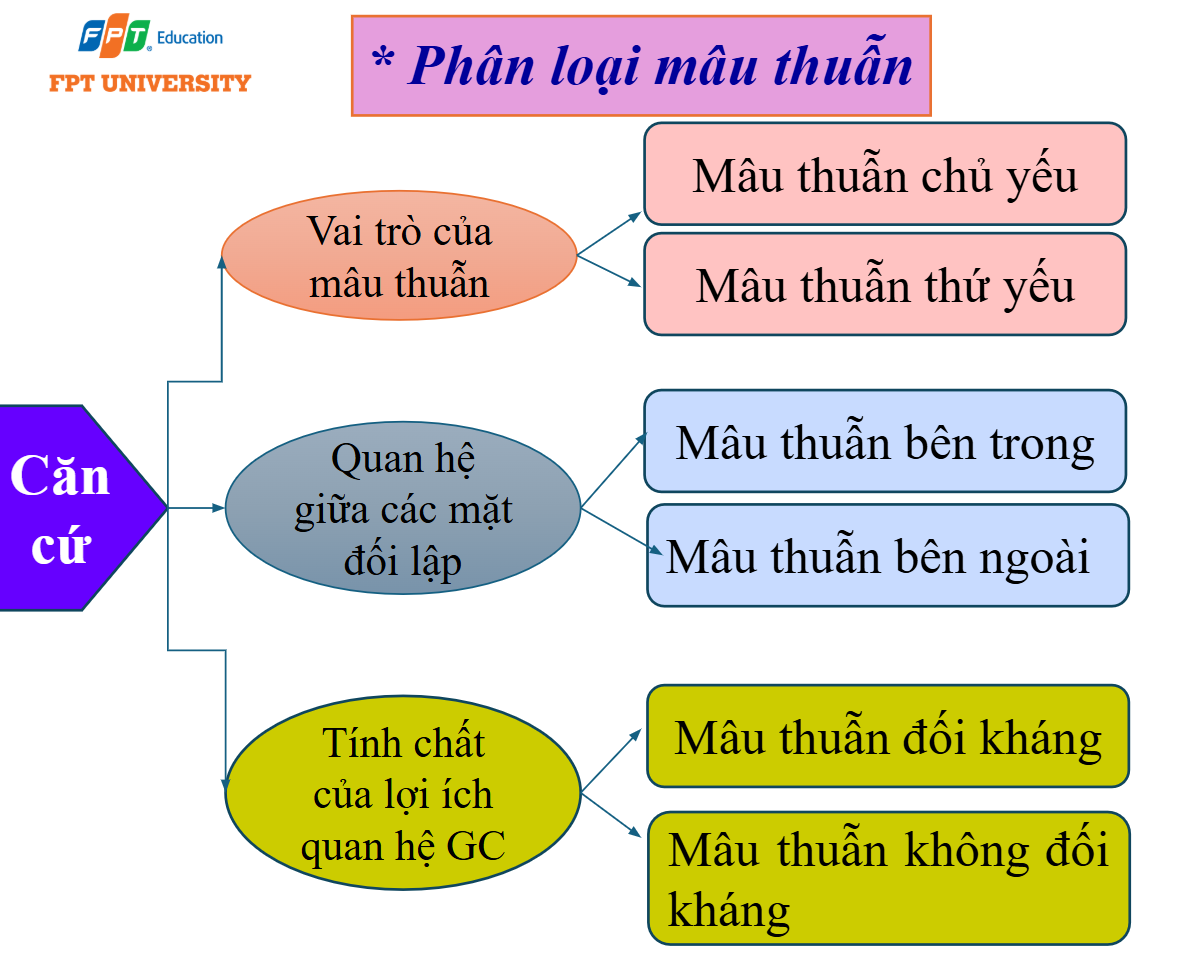 FPT Education
FPT UNIVERSITY
* Phân loại mâu thuẫn
Căn
cứ
Vai trò của
mâu thuẫn
Mâu thuẫn chủ yếu
Mâu thuẫn thứ yếu
Quan hệ
giữa các mặt
đối lập
Mâu thuẫn bên trong
Mâu thuẫn bên ngoài
Tính chất
của lợi ích
quan hệ GC
Mâu thuẫn đối kháng
Mâu thuẫn không đối
kháng